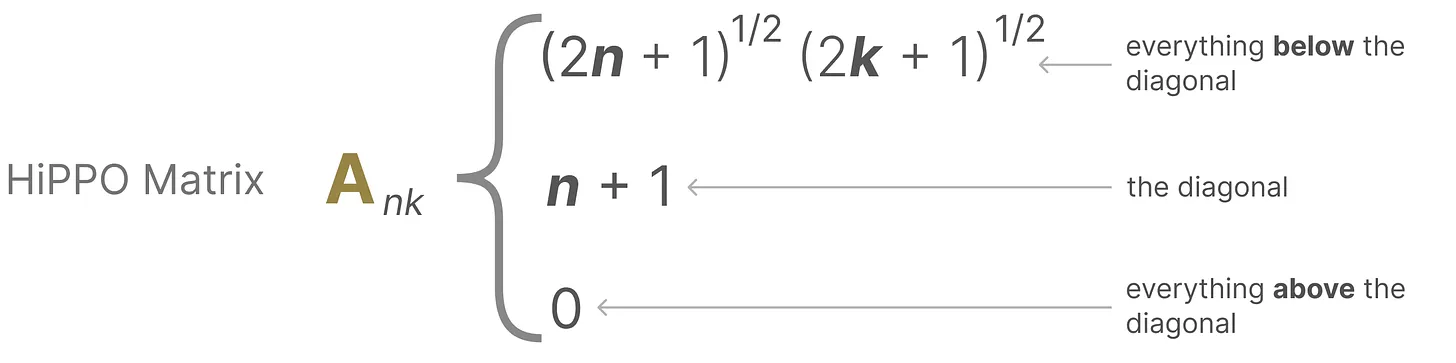 (2n + 1)^1/2 (2k + 1)^1/2
everything below the
diagonal
HiPPO Matrix A_nk
n + 1
the diagonal
0
everything above the
diagonal